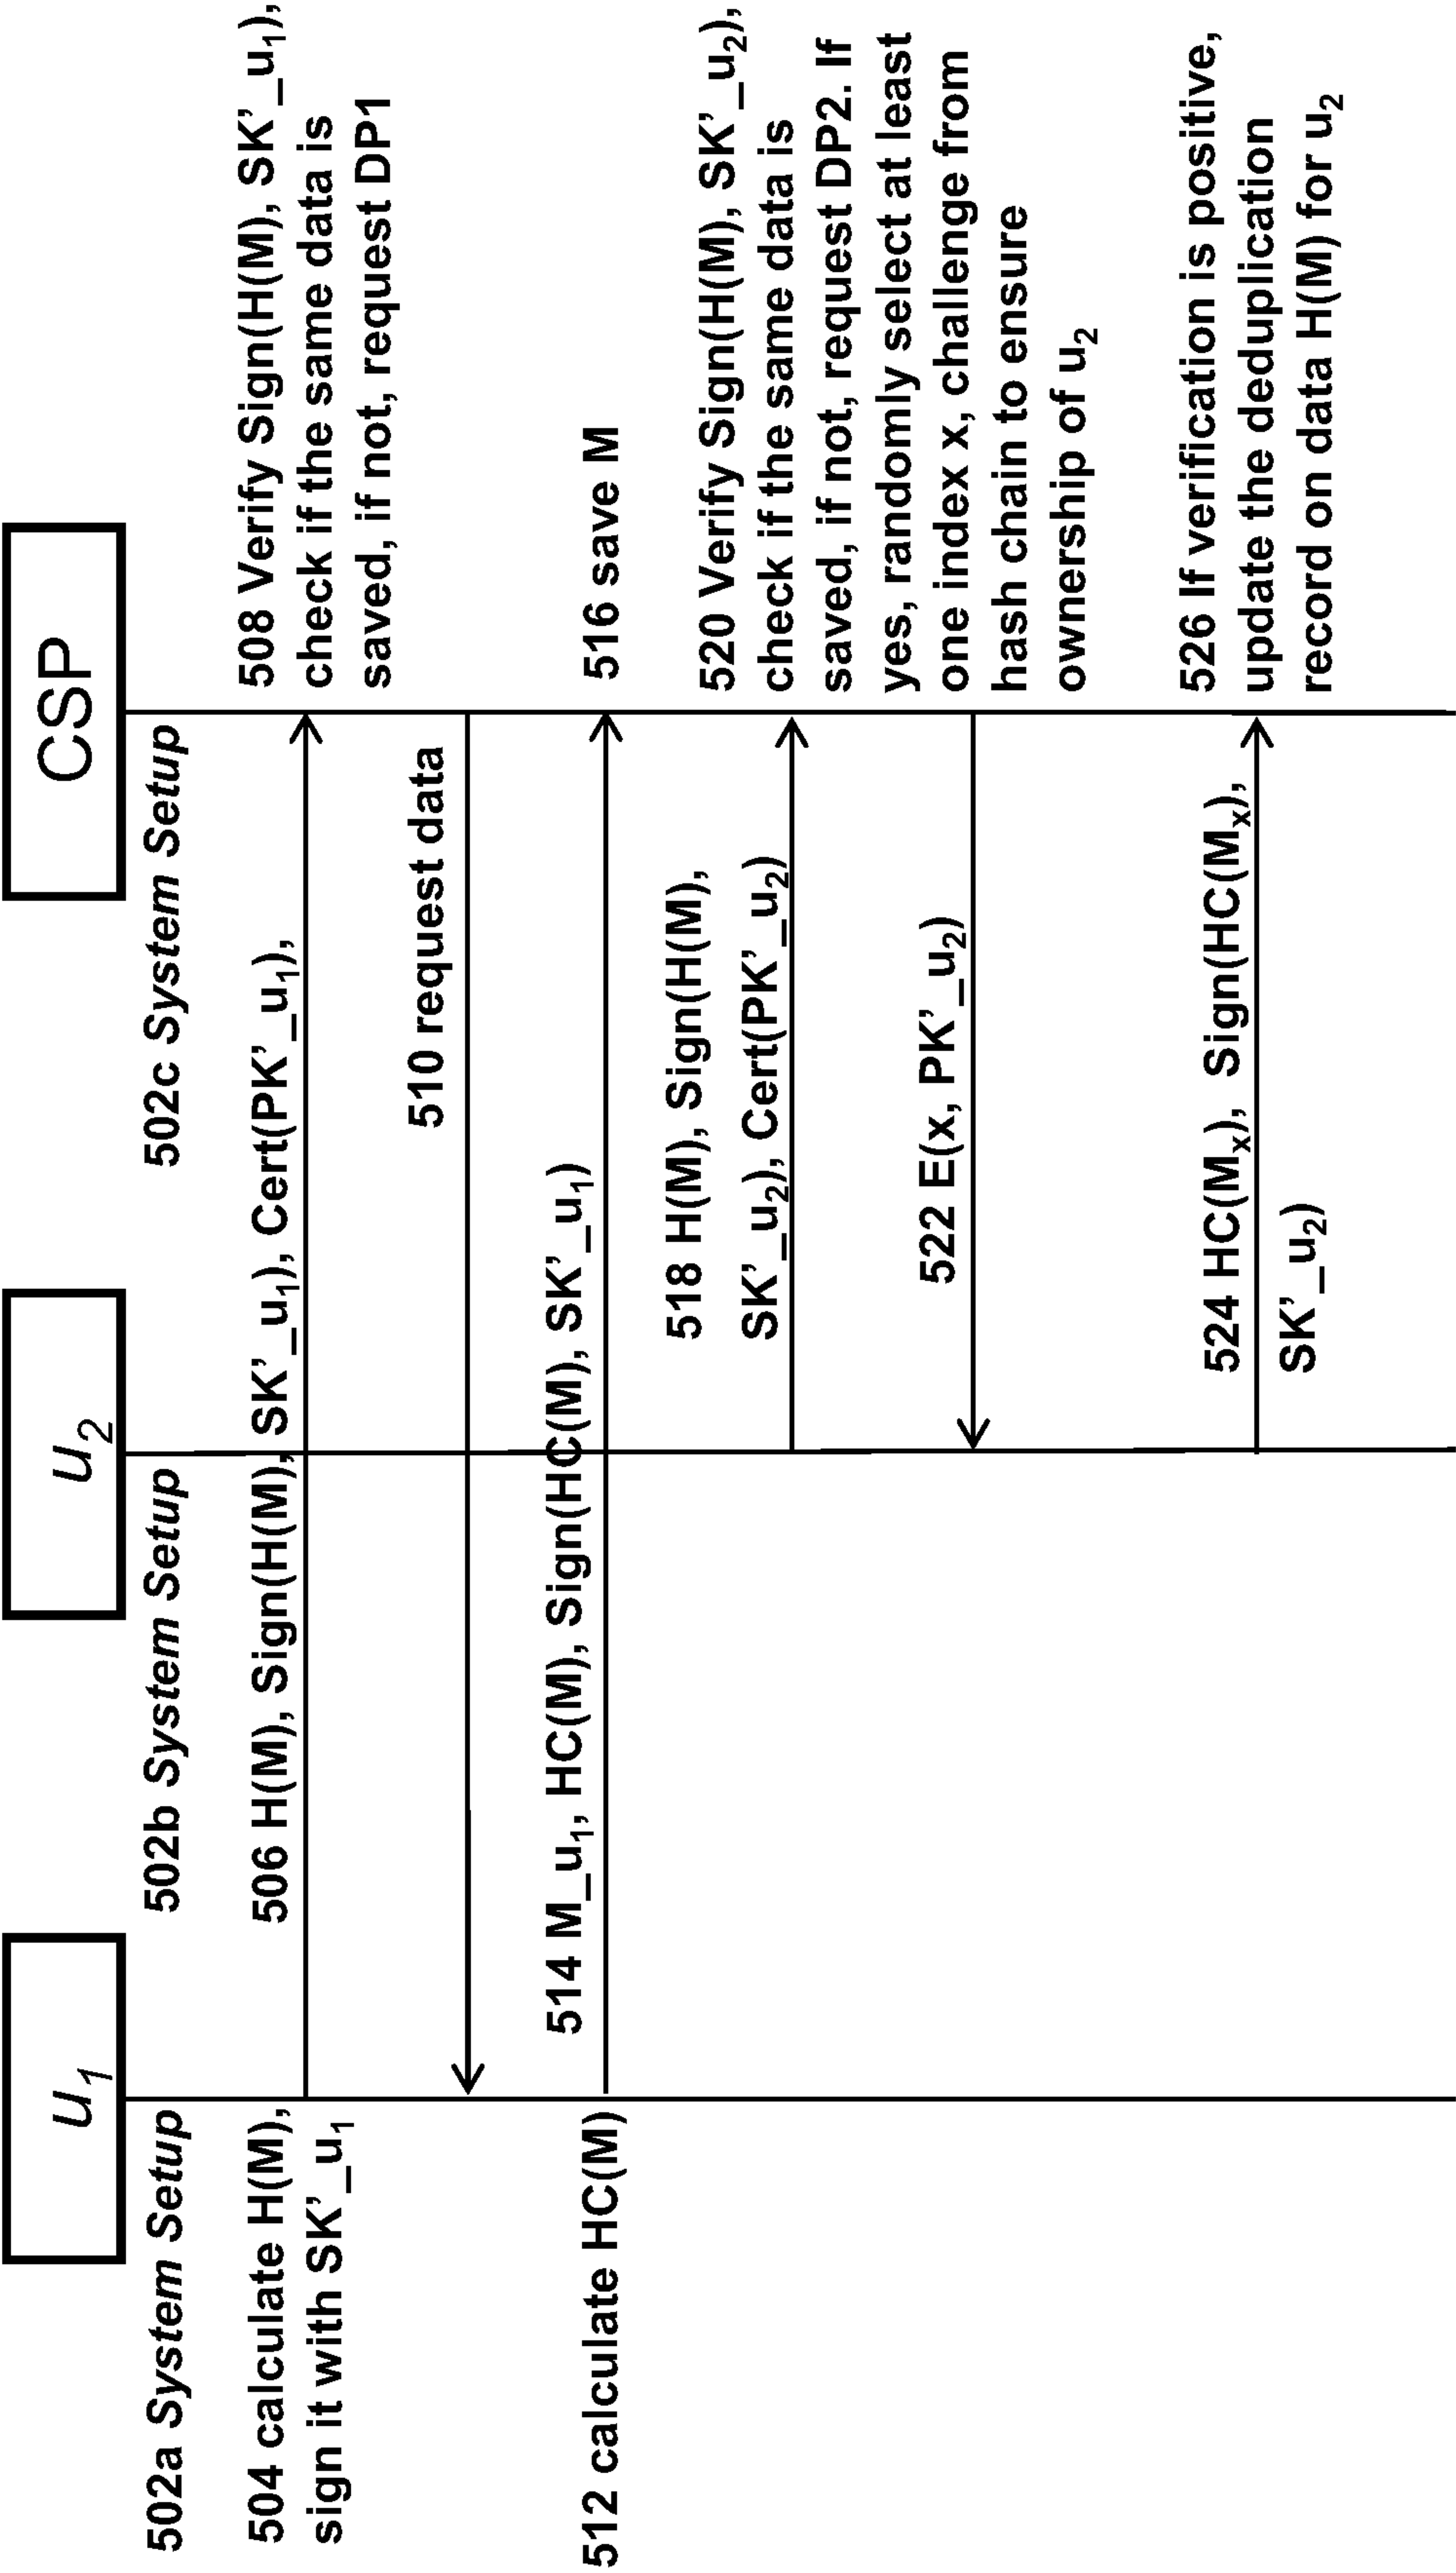 u1
u2
CSP
502a System Setup
502b System Setup
502c System Setup
504 calculate H(M),
sign it with SK’_u1
506 H(M), Sign(H(M), SK’_u1), Cert(PK’_u1),
508 Verify Sign(H(M), SK’_u1),
check if the same data is
saved, if not, request DP1
510 request data
512 calculate HC(M)
514 M_u1, HC(M), Sign(HC(M), SK’_u1)
516 save M
518 H(M), Sign(H(M),
SK’_u2), Cert(PK’_u2)
520 Verify Sign(H(M), SK’_u2),
check if the same data is
saved, if not, request DP2. If
yes, randomly select at least
one index x, challenge from
hash chain to ensure
ownership of u2
522 E(x, PK’_u2)
524 HC(Mx), Sign(HC(Mx),
SK’_u2)
526 If verification is positive,
update the deduplication
record on data H(M) for u2